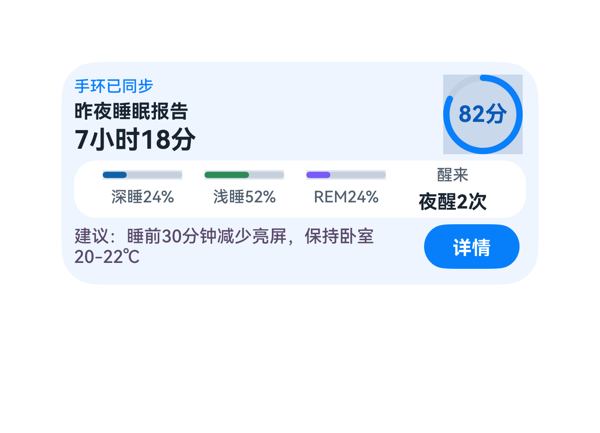 手环已同步
昨夜睡眠报告
7小时18分
82分
深睡24%
浅睡52%
REM24%
醒来
夜醒2次
建议：睡前30分钟减少亮屏，保持卧室
20-22℃
详情